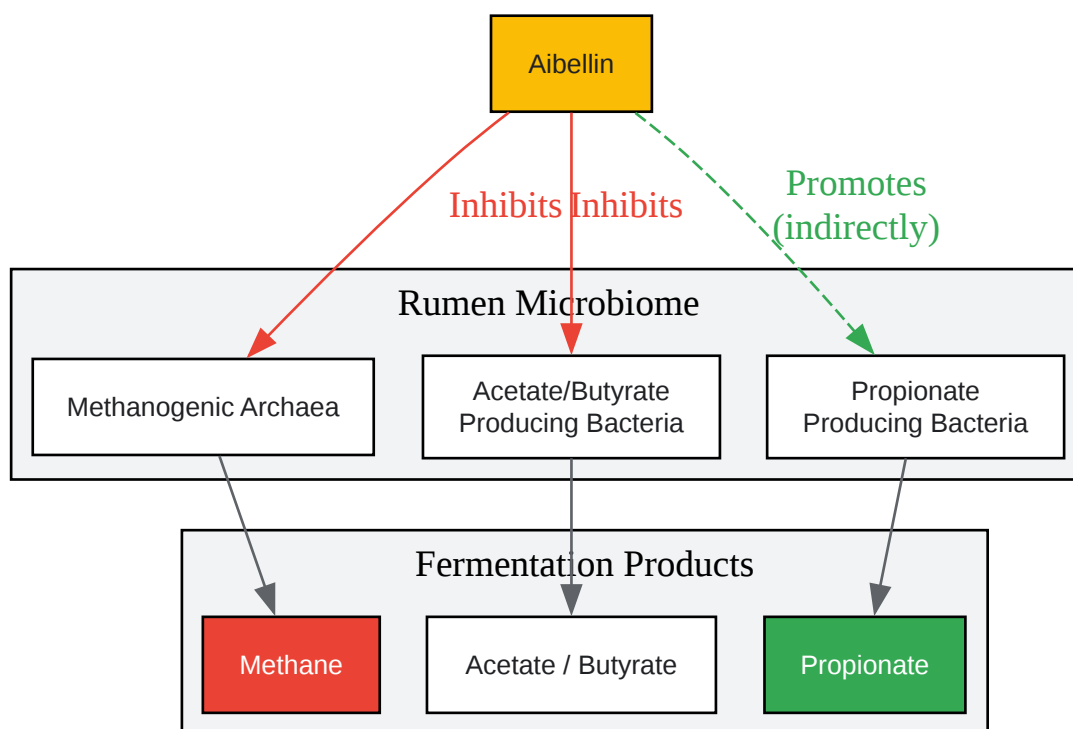 Aibellin
Inhibits
Inhibits
Promotes
(indirectly)
Rumen Microbiome
Methanogenic Archaea
Acetate/Butyrate
Producing Bacteria
Propionate
Producing Bacteria
Fermentation Products
Methane
Acetate / Butyrate
Propionate